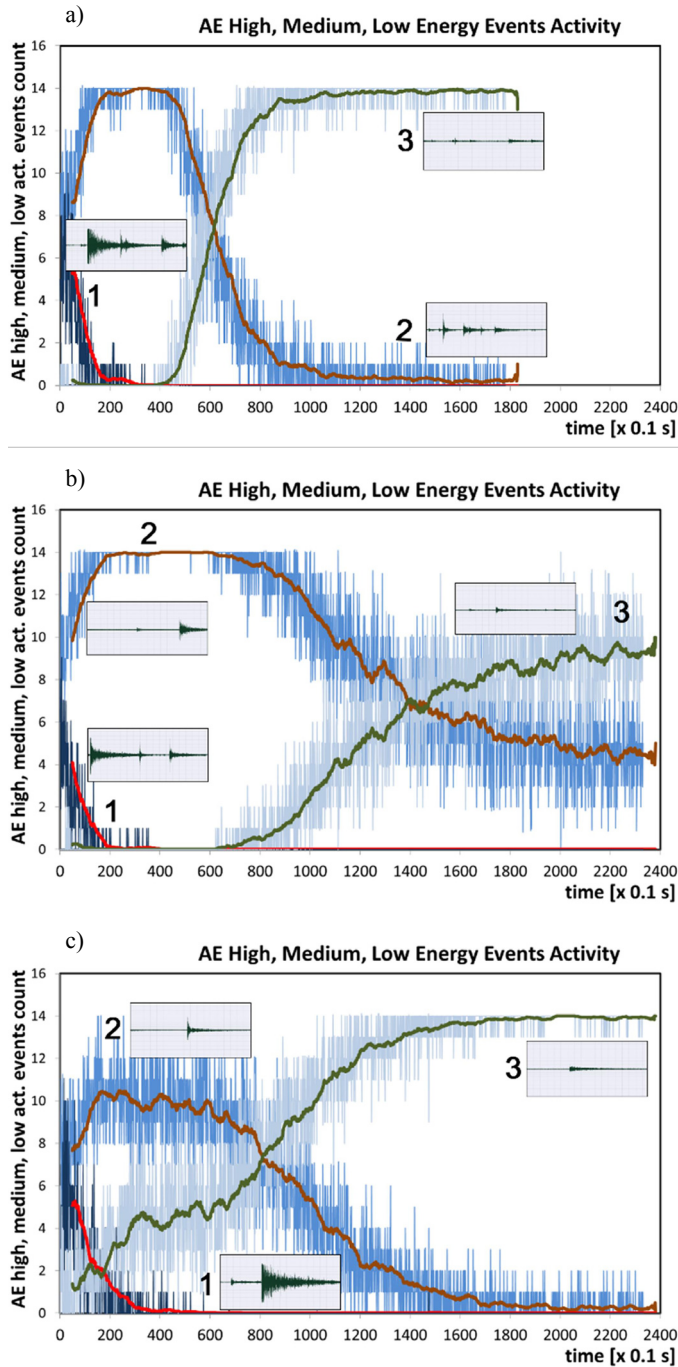 a)
AE High, Medium, Low Energy Events Activity
AE high, medium, low act. events count
16
14
12
10
8
6
4
2
0
1
2
3
0 200 400 600 800 1000 1200 1400 1600 1800 2000 2200 2400
time [x 0.1 s]
b)
AE High, Medium, Low Energy Events Activity
AE high, medium, low act. events count
16
14
12
10
8
6
4
2
0
2
3
1
0 200 400 600 800 1000 1200 1400 1600 1800 2000 2200 2400
time [x 0.1 s]
c)
AE High, Medium, Low Energy Events Activity
AE high, medium, low act. events count
16
14
12
10
8
6
4
2
0
2
3
1
0 200 400 600 800 1000 1200 1400 1600 1800 2000 2200 2400
time [x 0.1 s]